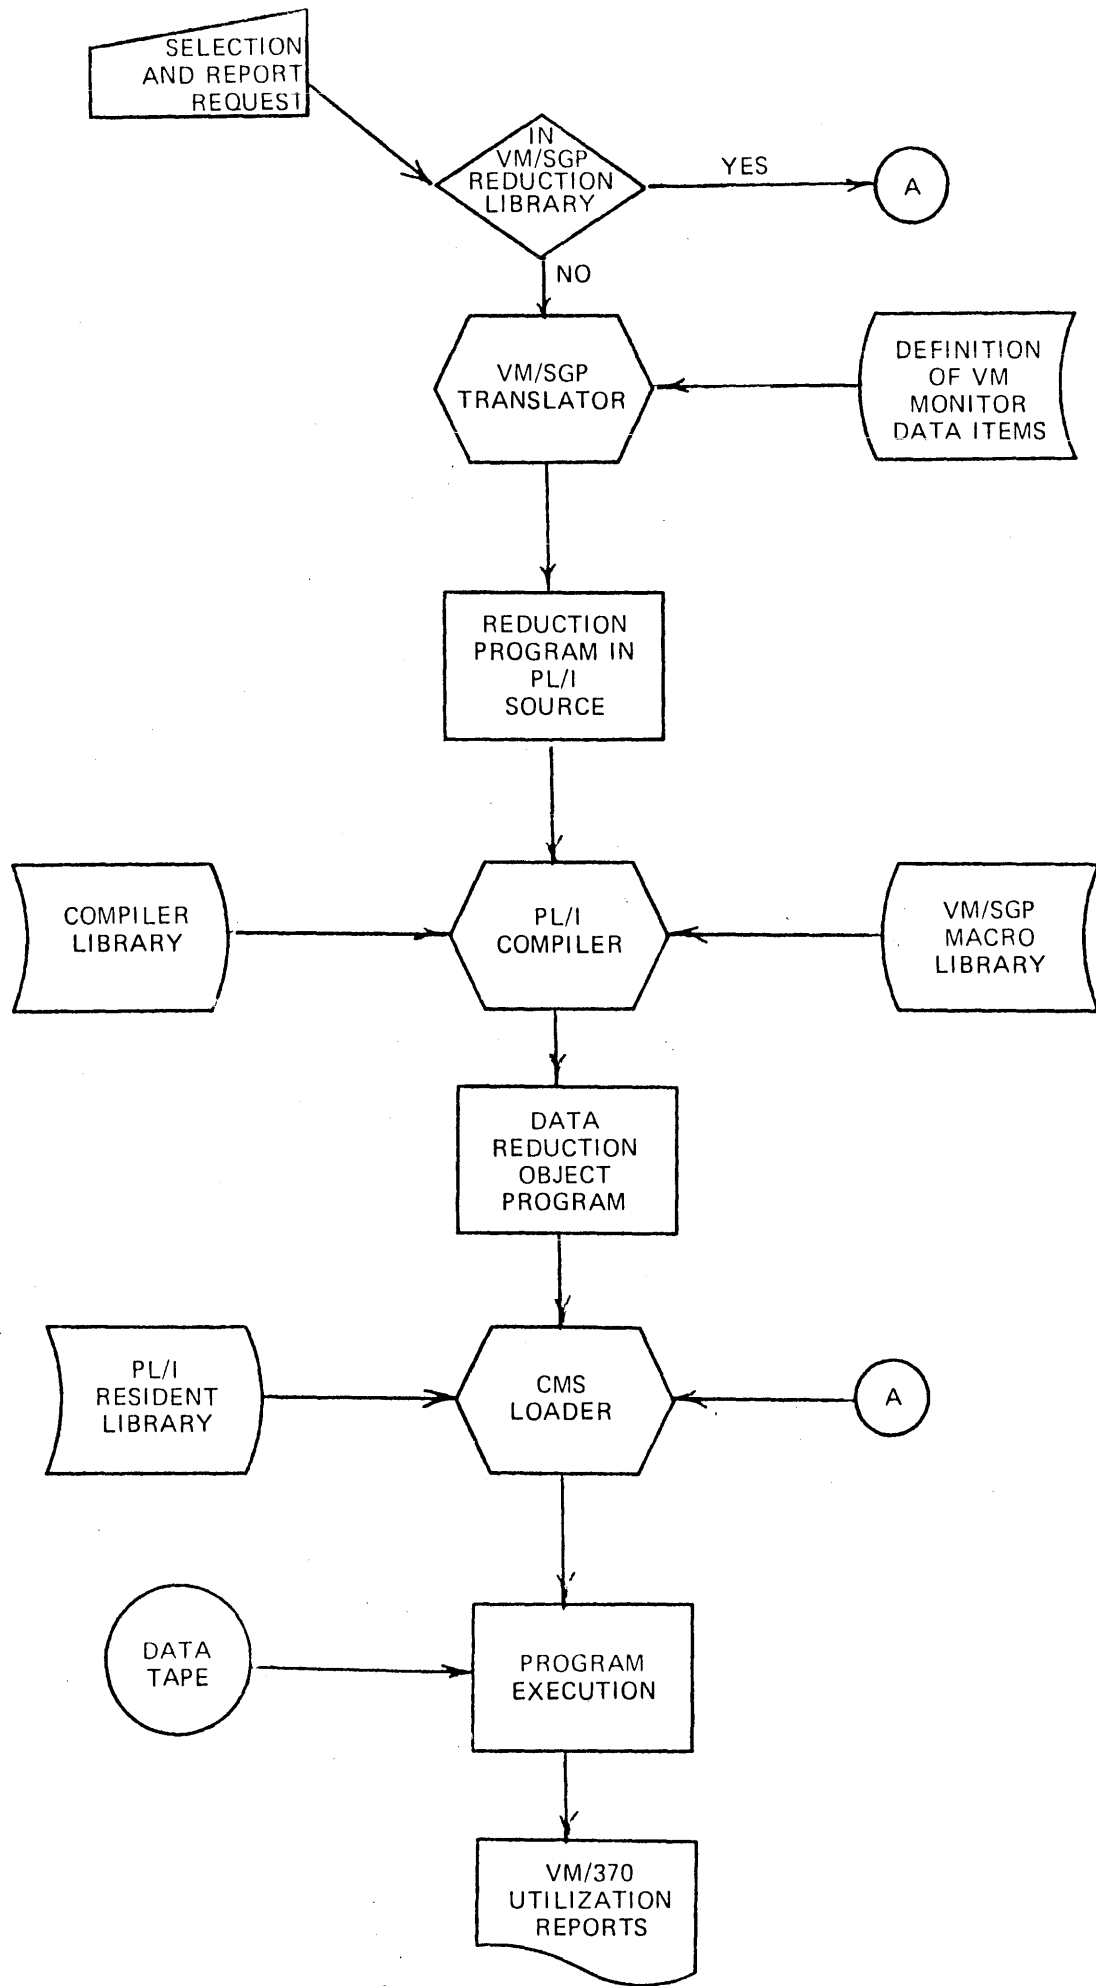 SELECTION
AND REPORT
REQUEST
IN
VM/SGP
REDUCTION
LIBRARY
YES
A
NO
VM/SGP
TRANSLATOR
DEFINITION
OF VM
MONITOR
DATA ITEMS
REDUCTION
PROGRAM IN
PL/I
SOURCE
COMPILER
LIBRARY
PL/I
COMPILER
VM/SGP
MACRO
LIBRARY
DATA
REDUCTION
OBJECT
PROGRAM
PL/I
RESIDENT
LIBRARY
CMS
LOADER
A
DATA
TAPE
PROGRAM
EXECUTION
VM/370
UTILIZATION
REPORTS